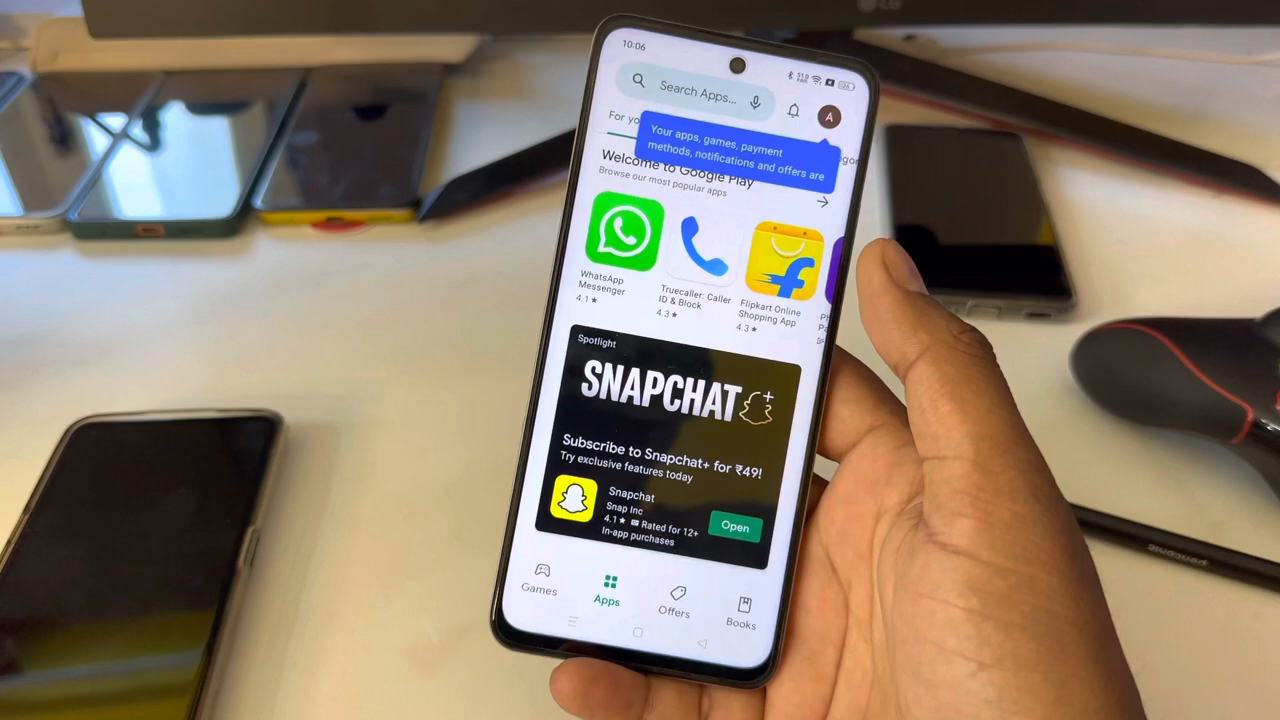 LG
10:06
Search Apps...
A
For yo
Your apps, games, payment
methods, notifications and offers are
Welcome to Google Play
Browse our most popular apps
WhatsApp
Messenger
4.1★
Truecaller: Caller
ID & Block
4.3★
Flipkart Online
Shopping App
4.3★
Spotlight
SNAPCHAT+
Subscribe to Snapchat+ for ₹49!
Try exclusive features today
Snapchat
Snap Inc
4.1★ Rated for 12+
In-app purchases
Open
Games
Apps
Offers
Books
pentonic